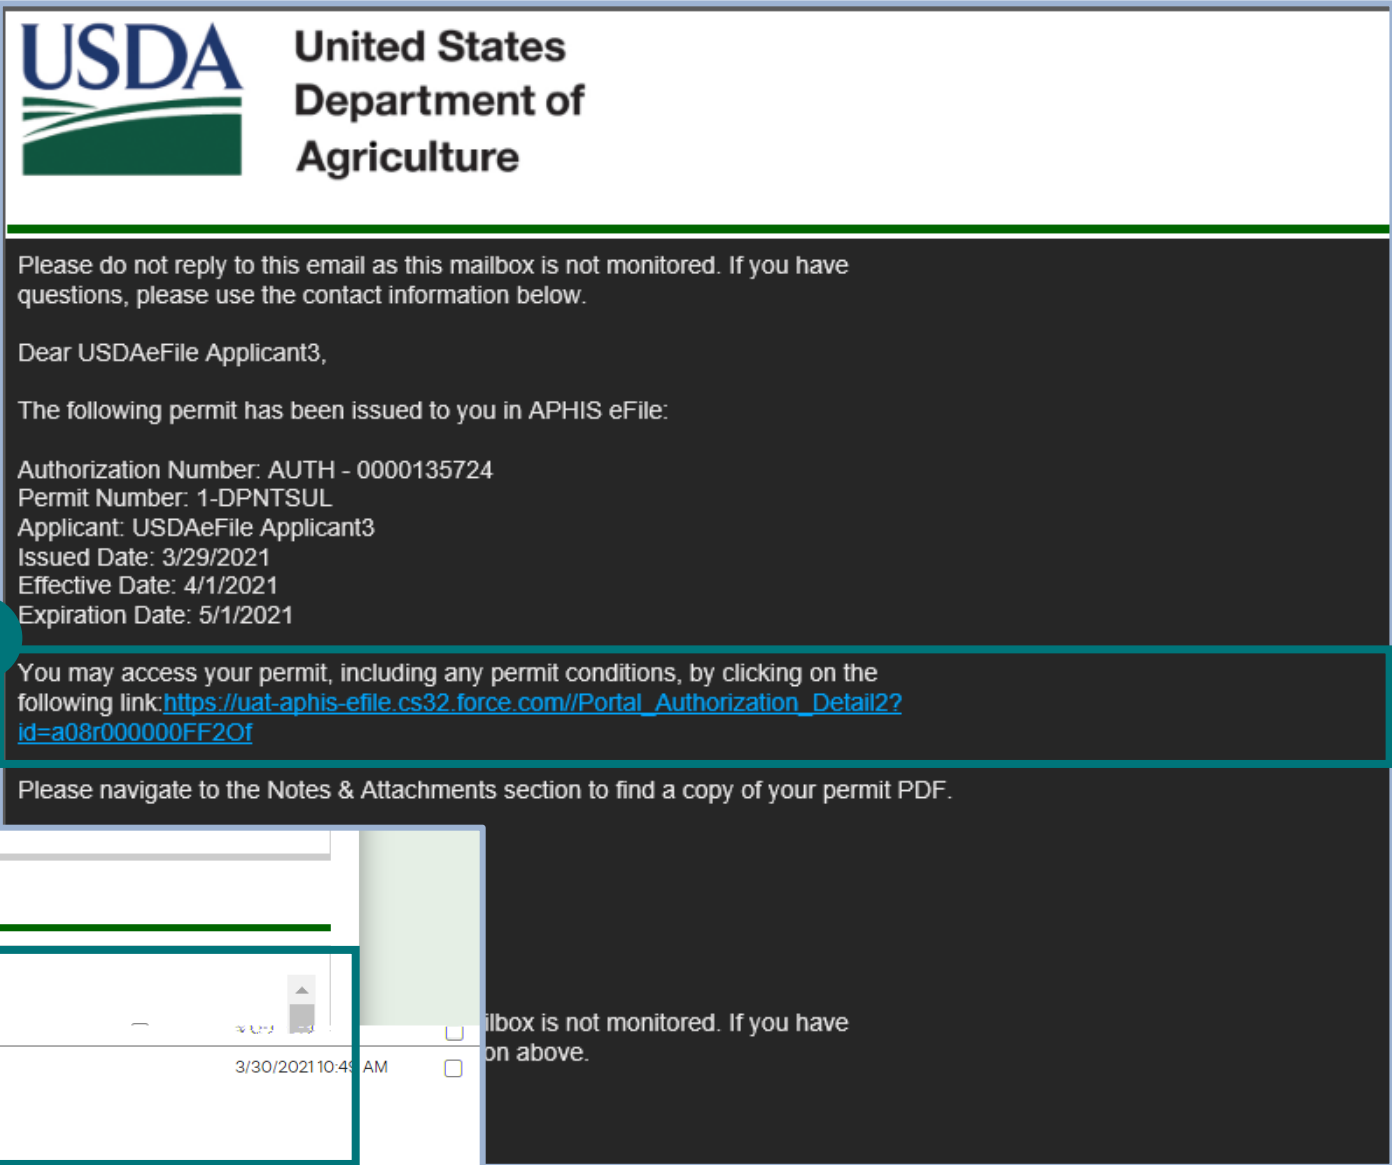 USDA
United States
Department of
Agriculture
Please do not reply to this email as this mailbox is not monitored. If you have
questions, please use the contact information below.
Dear USDAeFile Applicant3,
The following permit has been issued to you in APHIS eFile:
Authorization Number: AUTH - 0000135724
Permit Number: 1-DPNTSUL
Applicant: USDAeFile Applicant3
Issued Date: 3/29/2021
Effective Date: 4/1/2021
Expiration Date: 5/1/2021
You may access your permit, including any permit conditions, by clicking on the
following link:https://uat-aphis-efile.cs32.force.com//Portal_Authorization_Detail2?
id=a08r000000FF2Of
Please navigate to the Notes & Attachments section to find a copy of your permit PDF.
ilbox is not monitored. If you have
on above.
3/30/2021 10:49 AM